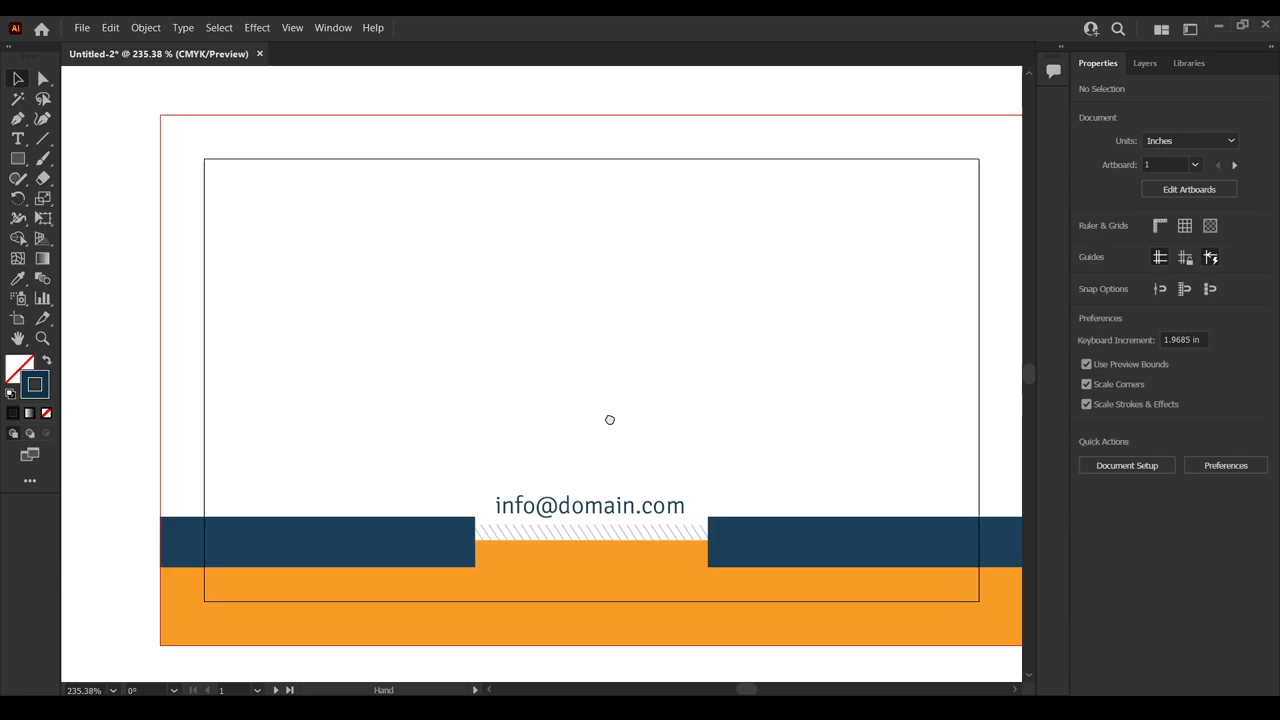 Ai
File Edit Object Type Select Effect View Window Help
Untitled-2* @ 235.38 % (CMYK/Preview)
Properties Layers Libraries
No Selection
Document
Units: Inches
Artboard: 1
Edit Artboards
Ruler & Grids
Guides
Snap Options
Preferences
Keyboard Increment: 1.9685 in
Use Preview Bounds
Scale Corners
Scale Strokes & Effects
Quick Actions
Document Setup Preferences
info@domain.com
235.38% 0° 1 Hand